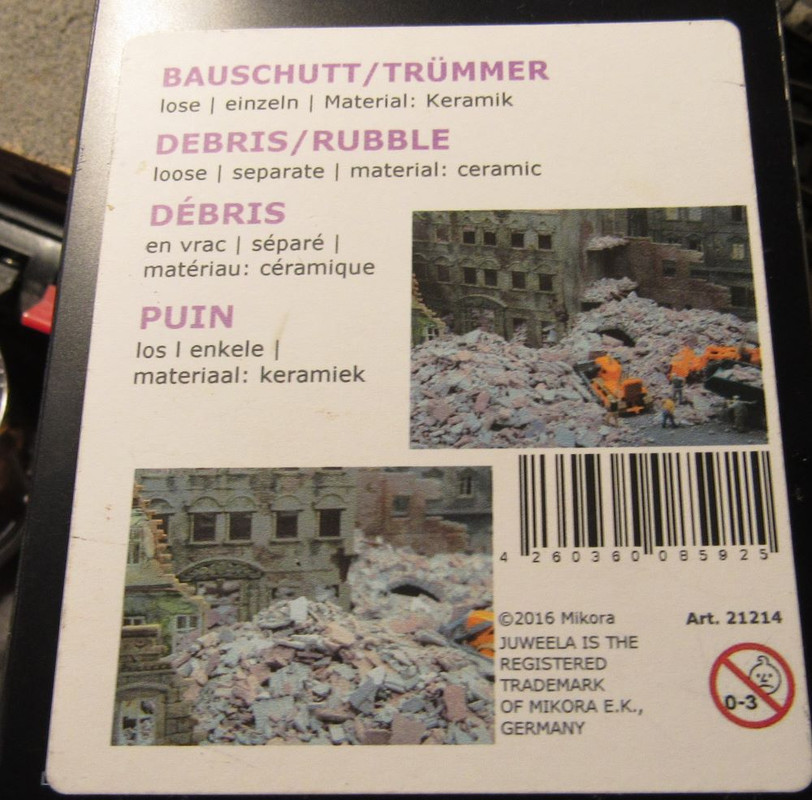 BAUSCHUTT/TRÜMMER
lose | einzeln | Material: Keramik
DEBRIS/RUBBLE
loose | separate | material: ceramic
DÉBRIS
en vrac | séparé |
matériau: céramique
PUIN
los l enkele |
materiaal: keramiek
4 260360 085925
©2016 Mikora
Art. 21214
JUWEELA IS THE
REGISTERED
TRADEMARK
OF MIKORA E.K.,
GERMANY
0-3